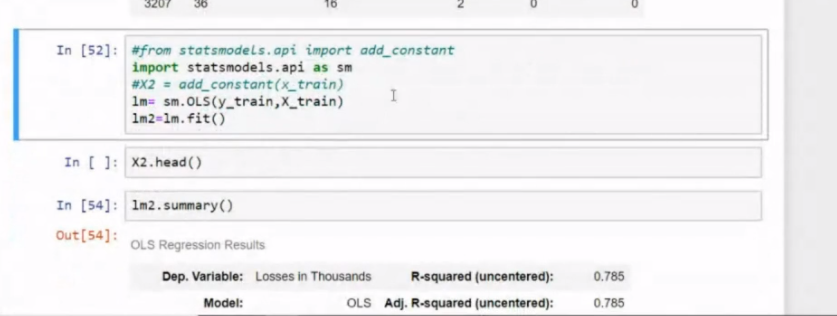 3207 36 16 2 0 0
In [52]: #from statsmodels.api import add_constant
import statsmodels.api as sm
#X2 = add_constant(x_train)
lm= sm.OLS(y_train,X_train)
lm2=lm.fit()
In [ ]: X2.head()
In [54]: lm2.summary()
Out[54]:
OLS Regression Results
Dep. Variable: Losses in Thousands R-squared (uncentered): 0.785
Model: OLS Adj. R-squared (uncentered): 0.785